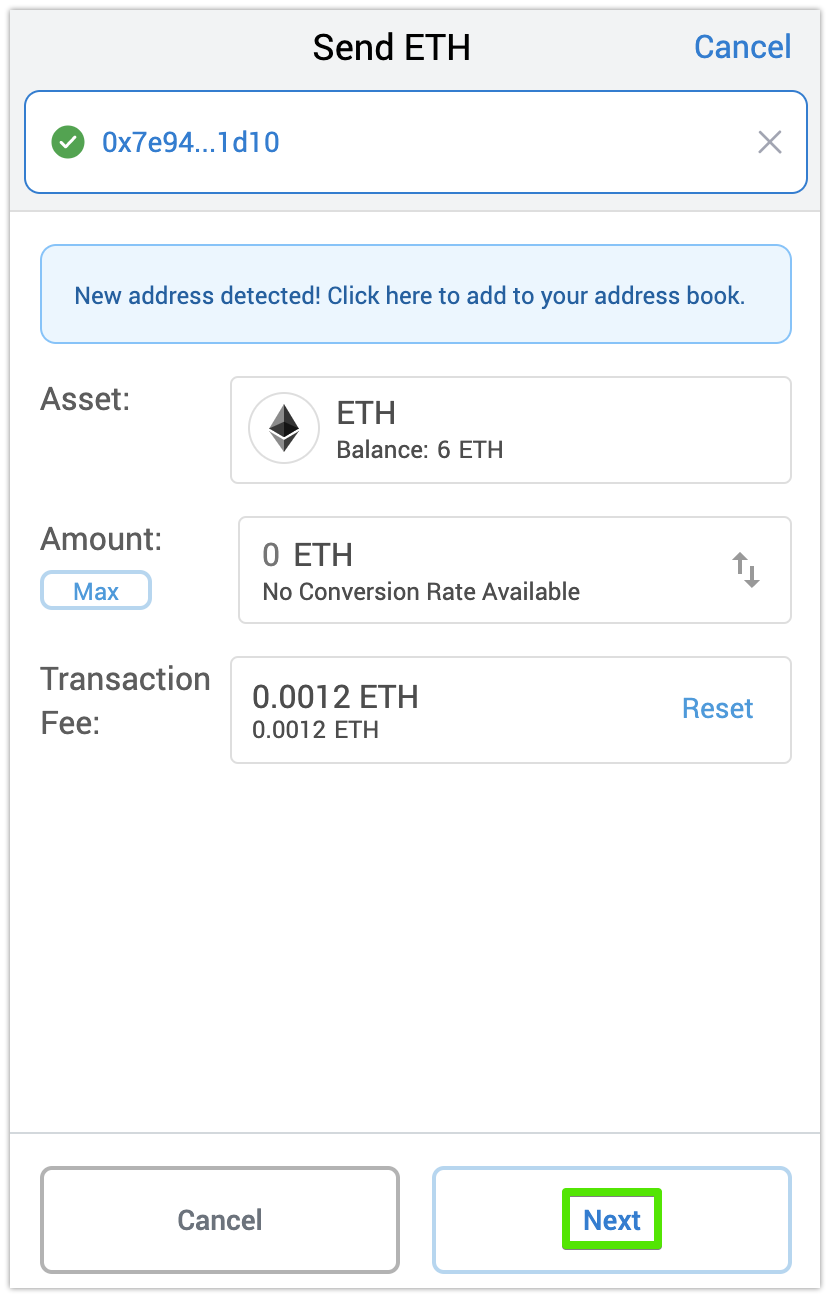 Send ETH
Cancel
0x7e94...1d10
New address detected! Click here to add to your address book.
Asset:
ETH
Balance: 6 ETH
Amount:
Max
0 ETH
No Conversion Rate Available
Transaction
Fee:
0.0012 ETH
0.0012 ETH
Reset
Cancel
Next